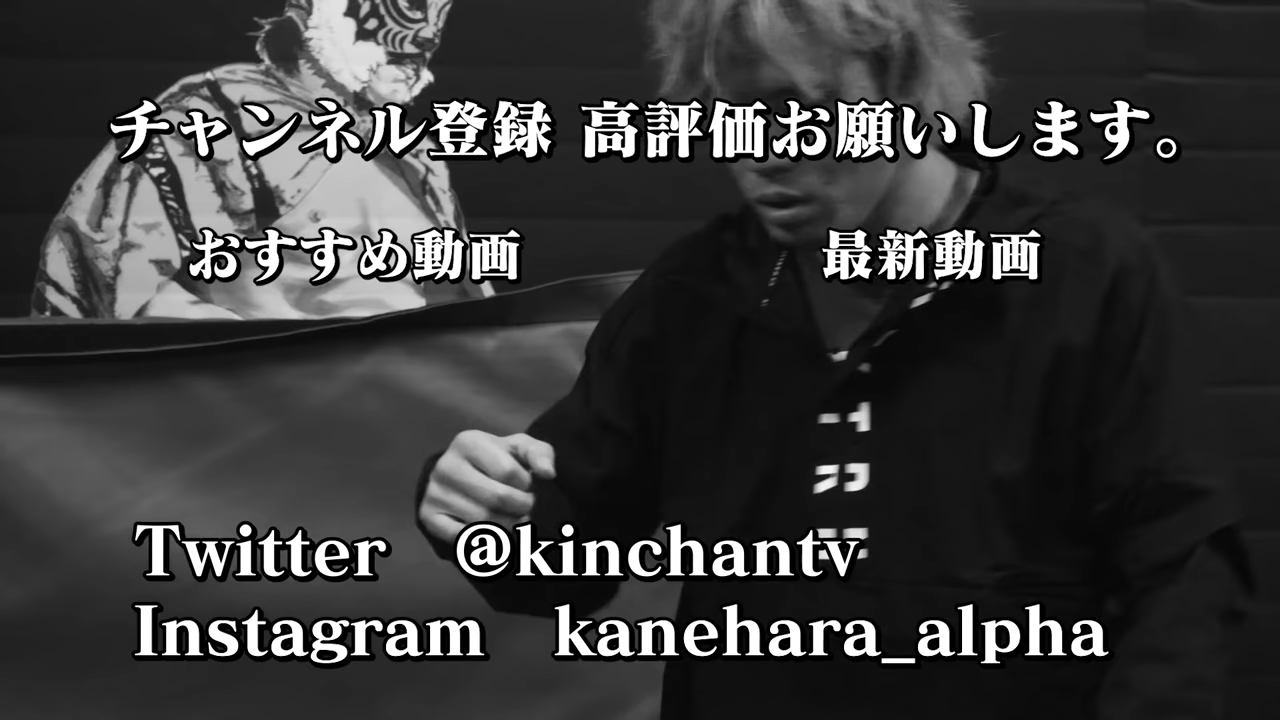 チャンネル登録 高評価お願いします。
おすすめ動画 最新動画
Twitter @kinchantv
Instagram kanehara_alpha